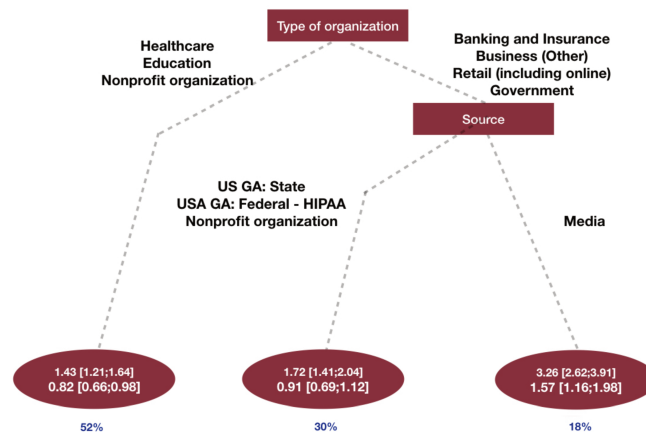 Type of organization
Healthcare
Education
Nonprofit organization
Banking and Insurance
Business (Other)
Retail (including online)
Government
Source
US GA: State
USA GA: Federal - HIPAA
Nonprofit organization
Media
1.43 [1.21;1.64]
0.82 [0.66;0.98]
1.72 [1.41;2.04]
0.91 [0.69;1.12]
3.26 [2.62;3.91]
1.57 [1.16;1.98]
52%
30%
18%